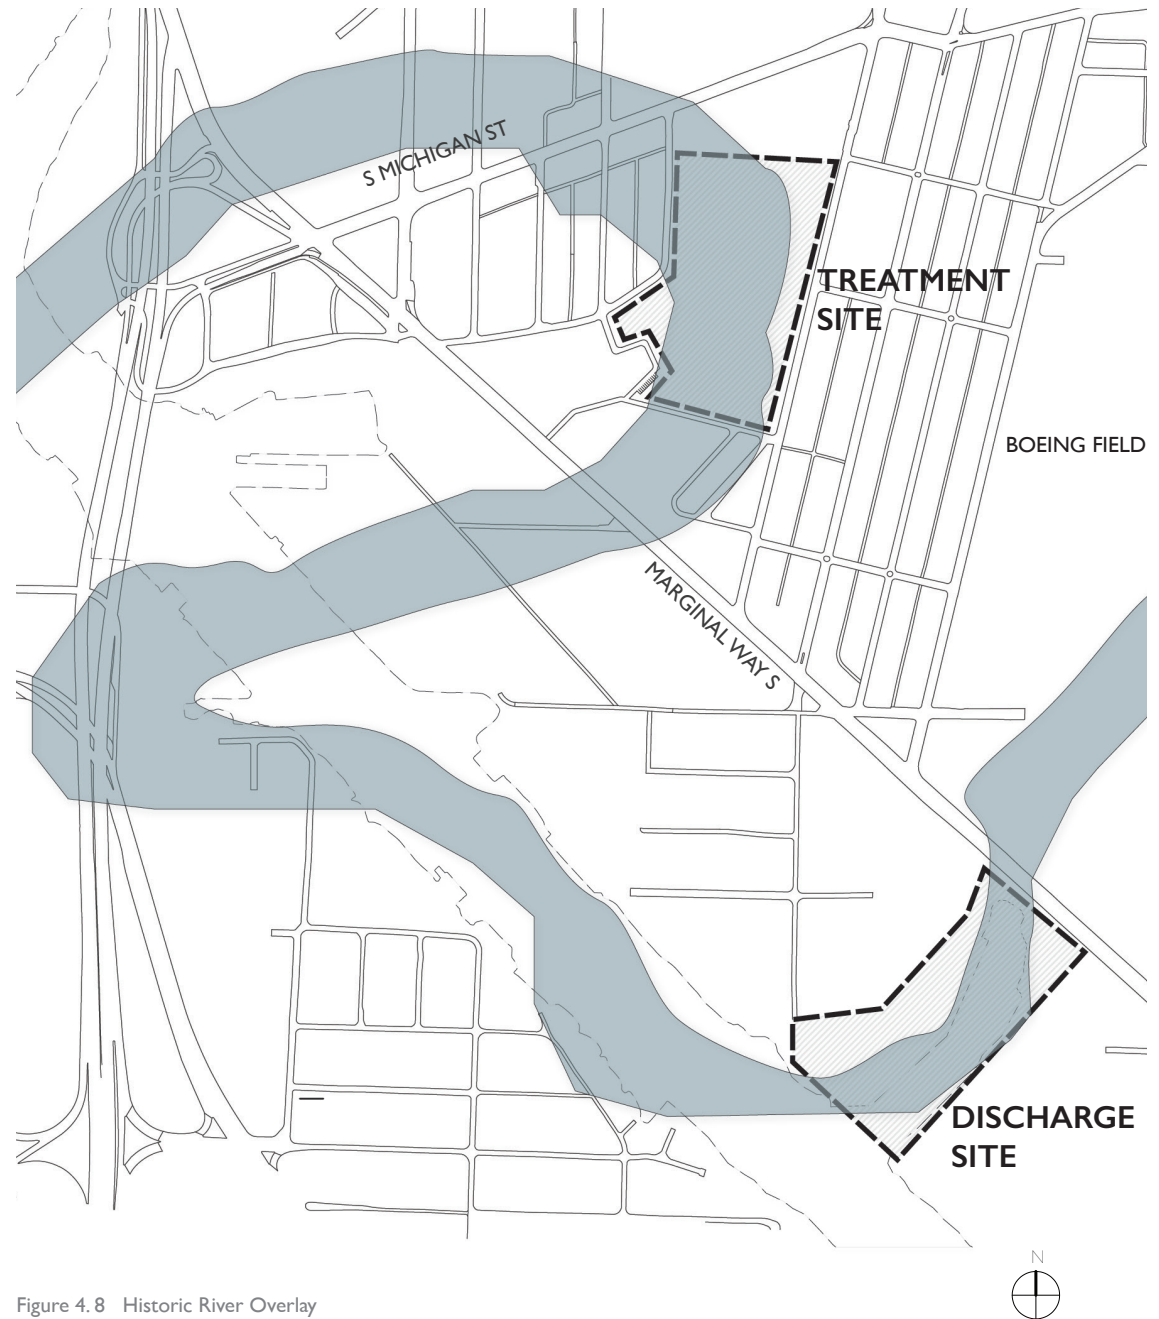 S MICHIGAN ST
TREATMENT
SITE
BOEING FIELD
MARGINAL WAY S
DISCHARGE
SITE
N
Figure 4. 8 Historic River Overlay